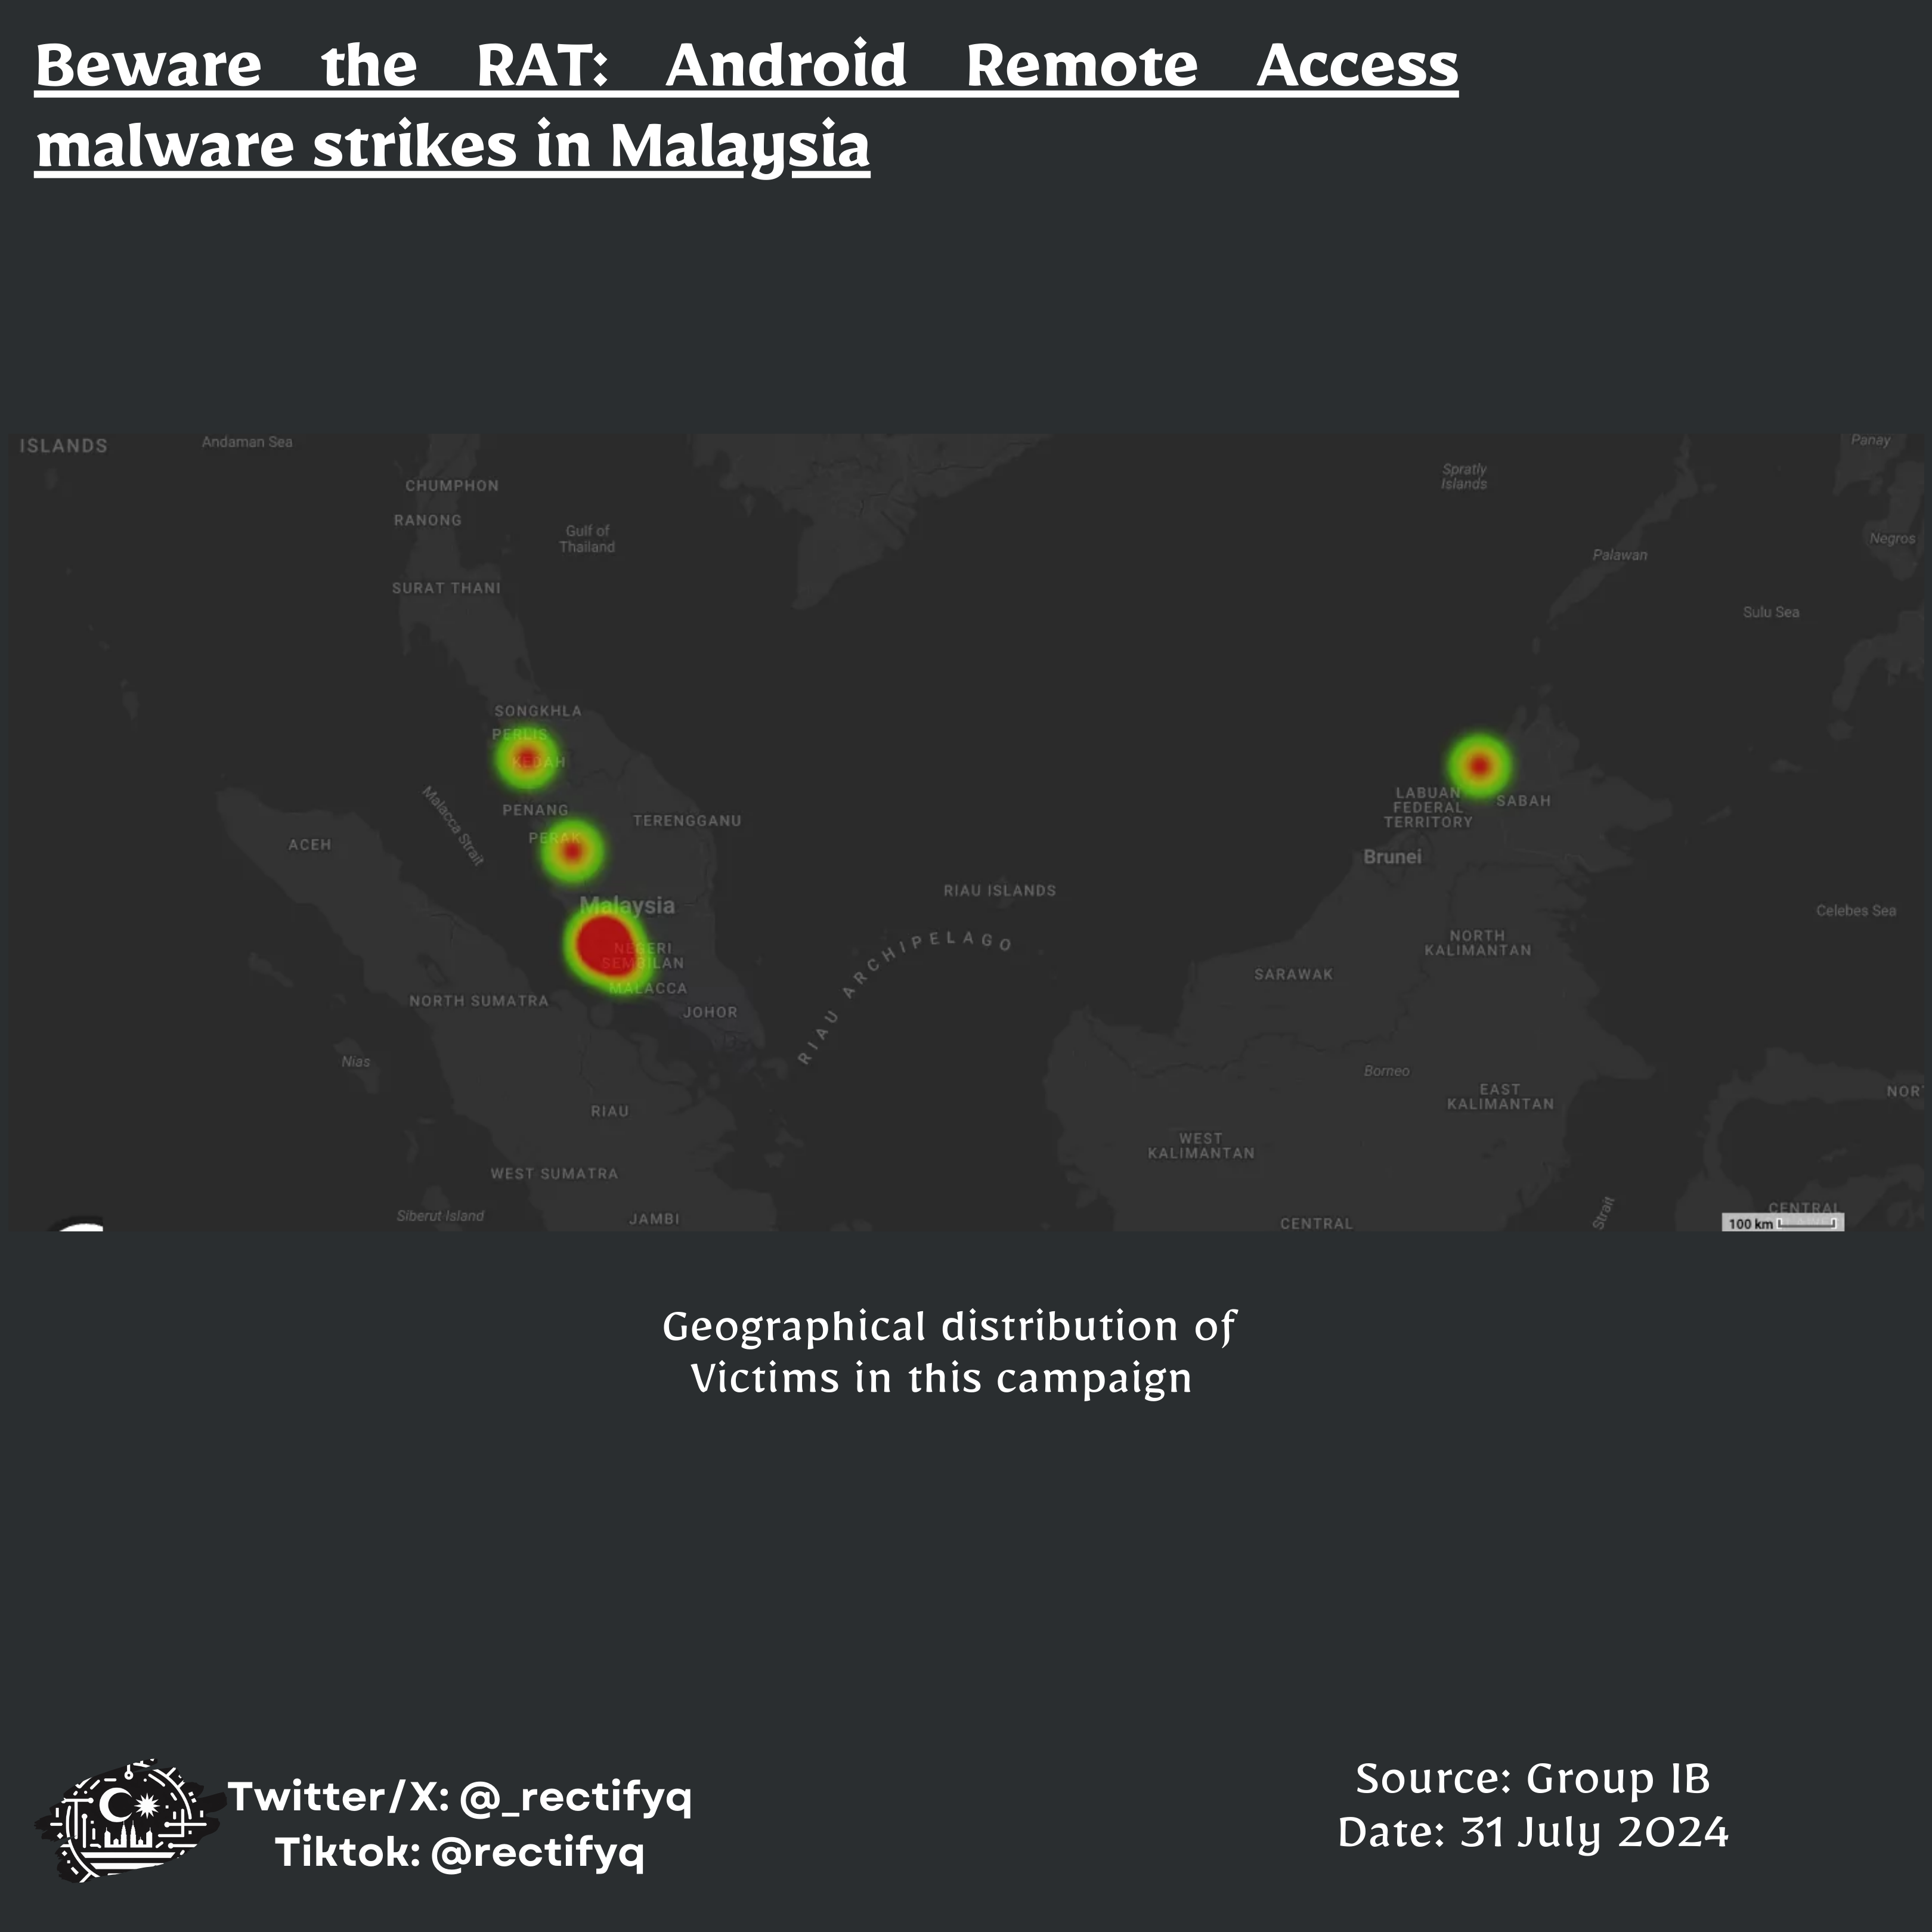 Beware the RAT: Android Remote Access
malware strikes in Malaysia
ISLANDS
Andaman Sea
CHUMPHON
RANONG
Gulf of
Thailand
SURAT THANI
Spratly
Islands
Panay
Negros
Palawan
Sulu Sea
SONGKHLA
PERLIS
KEDAH
PENANG
PERAK
TERENGGANU
Malacca Strait
ACEH
LABUAN
FEDERAL
TERRITORY
SABAH
Brunei
Malaysia
RIAU ISLANDS
RIAU ARCHIPELAGO
Celebes Sea
NEGERI
SEMBILAN
MALACCA
JOHOR
NORTH SUMATRA
NORTH
KALIMANTAN
SARAWAK
Nias
Borneo
EAST
KALIMANTAN
NOR
RIAU
WEST
KALIMANTAN
WEST SUMATRA
Siberut Island
JAMBI
CENTRAL
Strait
CENTRAL
100 km
Geographical distribution of
Victims in this campaign
Twitter/X: @_rectifyq
Tiktok: @rectifyq
Source: Group IB
Date: 31 July 2024